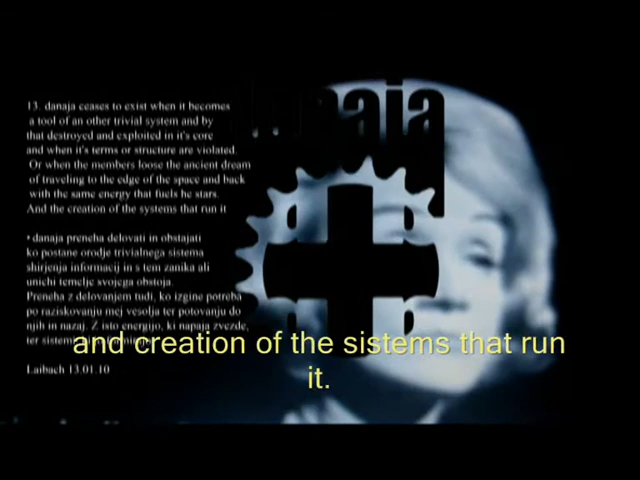 danaja
13. danaja ceases to exist when it becomes
a tool of an other trivial system and by
that destroyed and exploited in it's core
and when it's terms or structure are violated.
Or when the members loose the ancient dream
of traveling to the edge of the space and back
with the same energy that fuels he stars.
And the creation of the systems that run it
*danaja preneha delovati in obstajati
ko postane orodje trivialnega sistema
shirjenja informacij in s tem zanika ali
unichi temelje svojega obstoja.
Preneha z delovanjem tudi, ko izgine potreba
po raziskovanju mej vesolja ter potovanju do
njih in nazaj. Z isto energijo, ki napaja zvezde,
ter sistem
and creation of the sistems that run
it.
Laibach 13.01.10